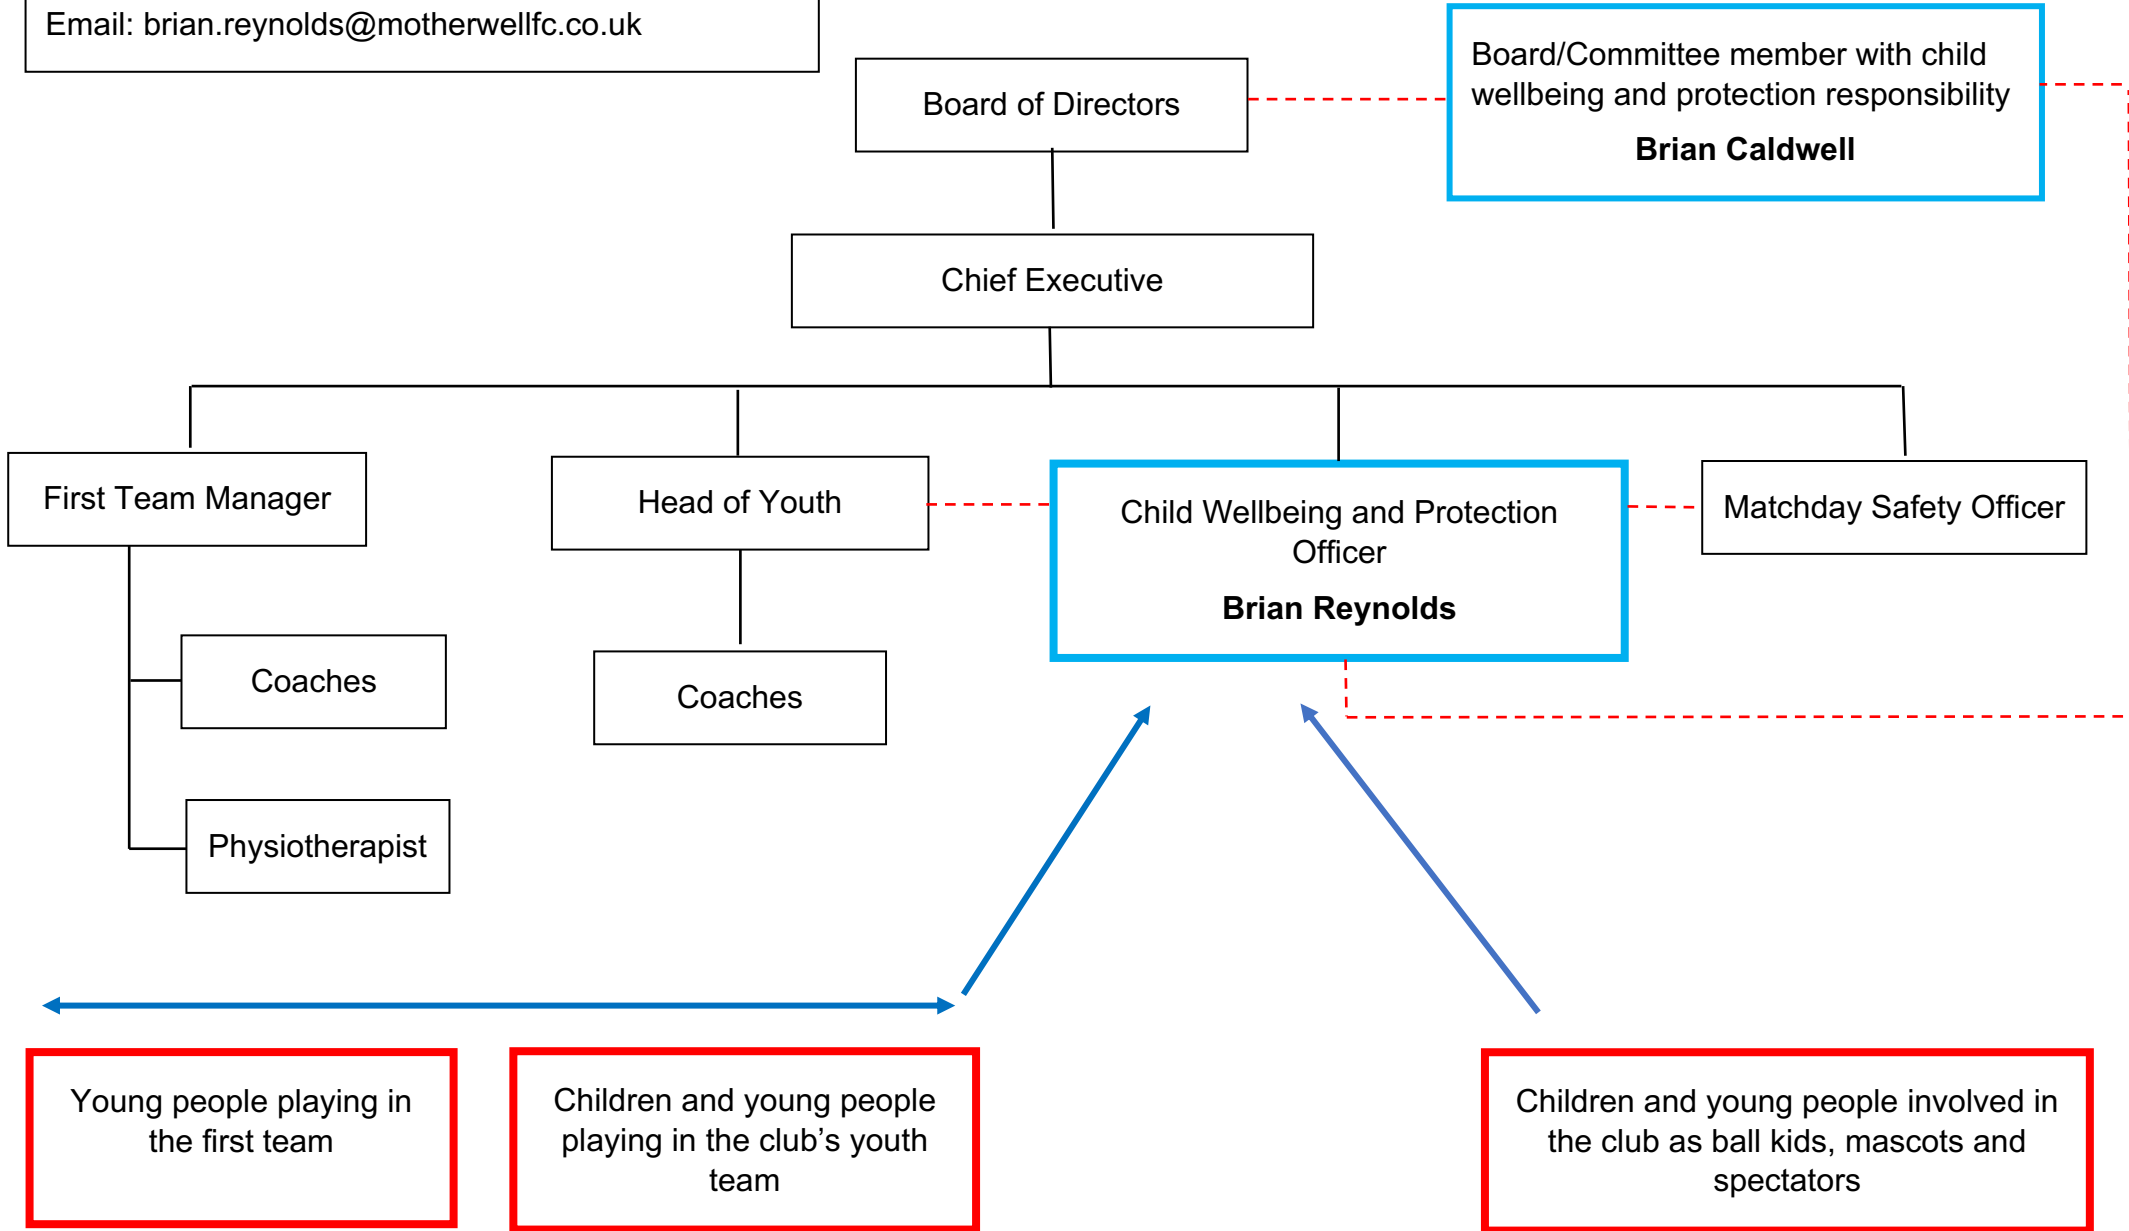 Email: brian.reynolds@motherwellfc.co.uk
Board of Directors
Board/Committee member with child
wellbeing and protection responsibility
Brian Caldwell
Chief Executive
First Team Manager
Head of Youth
Child Wellbeing and Protection
Officer
Brian Reynolds
Matchday Safety Officer
Coaches
Coaches
Physiotherapist
Young people playing in
the first team
Children and young people
playing in the club’s youth
team
Children and young people involved in
the club as ball kids, mascots and
spectators